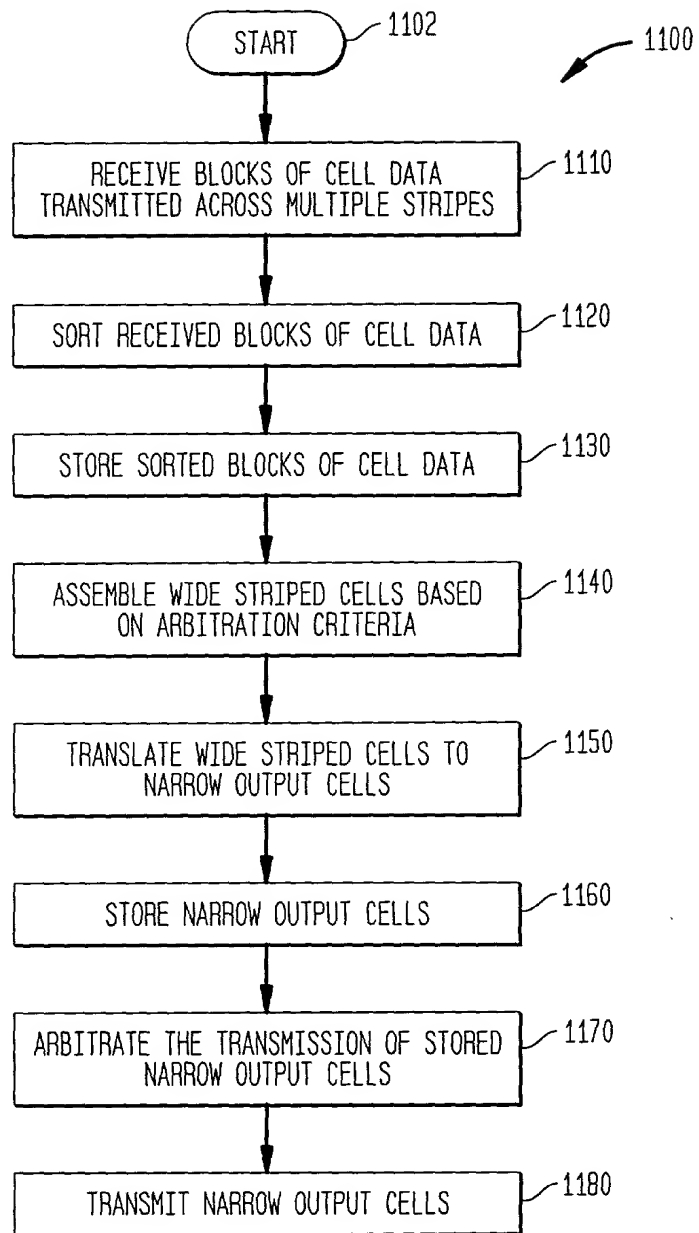 START
1102
1100
RECEIVE BLOCKS OF CELL DATA
TRANSMITTED ACROSS MULTIPLE STRIPES
1110
SORT RECEIVED BLOCKS OF CELL DATA
1120
STORE SORTED BLOCKS OF CELL DATA
1130
ASSEMBLE WIDE STRIPED CELLS BASED
ON ARBITRATION CRITERIA
1140
TRANSLATE WIDE STRIPED CELLS TO
NARROW OUTPUT CELLS
1150
STORE NARROW OUTPUT CELLS
1160
ARBITRATE THE TRANSMISSION OF STORED
NARROW OUTPUT CELLS
1170
TRANSMIT NARROW OUTPUT CELLS
1180